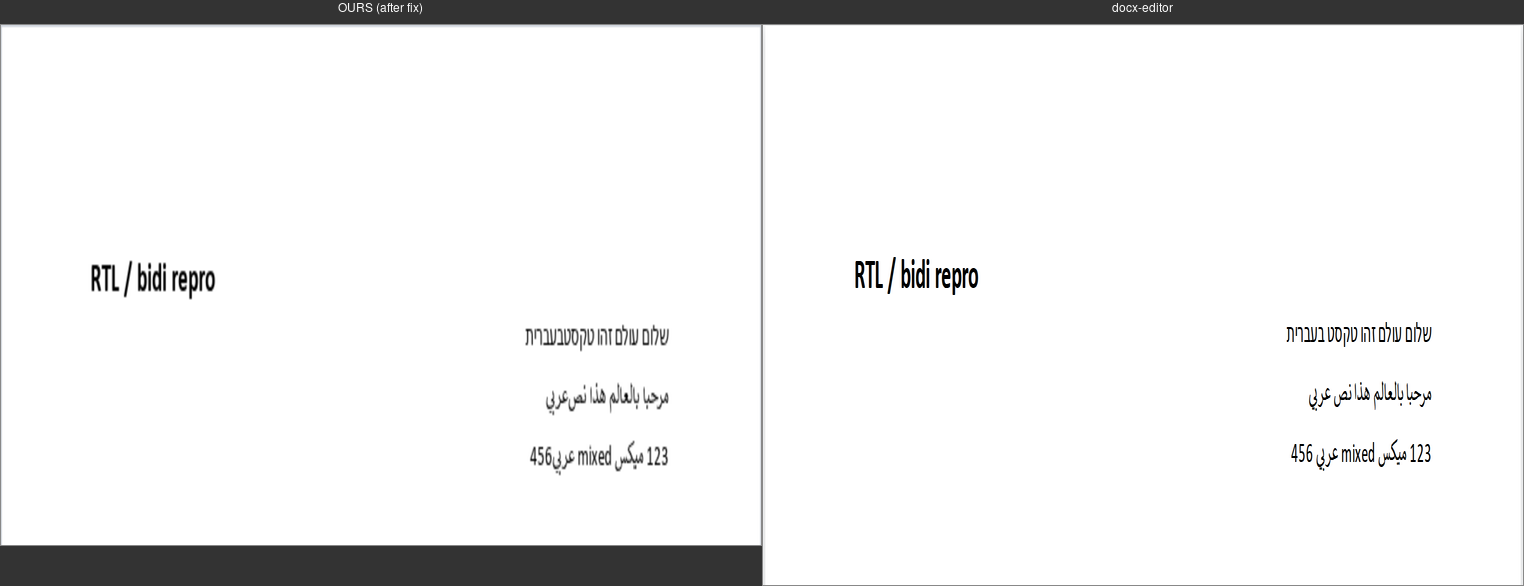 OURS (after fix)
RTL / bidi repro
שלום עולם זהו טקסטבעברית
مرحبا بالعالم هذا نصعربي
123 ميكس mixed عربي456
docx-editor
RTL / bidi repro
שלום עולם זהו טקסט בעברית
مرحبا بالعالم هذا نص عربي
123 ميكس mixed عربي 456